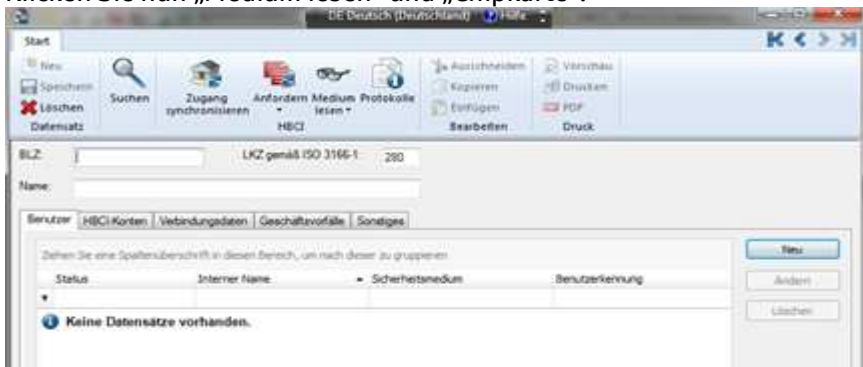 Klicken Sie nun „Medium lesen“ und „Chipkarte“.
DE Deutsch (Deutschland) Hilfe
Start
Neu
Speichern
Löschen
Datensatz
Suchen
Zugang synchronisieren
Anfordern
Medium lesen
Protokolle
HBCI
Ausschneiden
Kopieren
Einfügen
Bearbeiten
Vorschau
Drucken
PDF
Druck
BLZ: LKZ gemäß ISO 3166-1: 280
Name:
Benutzer HBCI-Konten Verbindungsdaten Geschäftsvorfälle Sonstiges
Ziehen Sie eine Spaltenüberschrift in diesen Bereich, um nach dieser zu gruppieren
Neu
Status Interner Name Sicherheitsmedium Benutzerkennung
Ändern
Löschen
Keine Datensätze vorhanden.